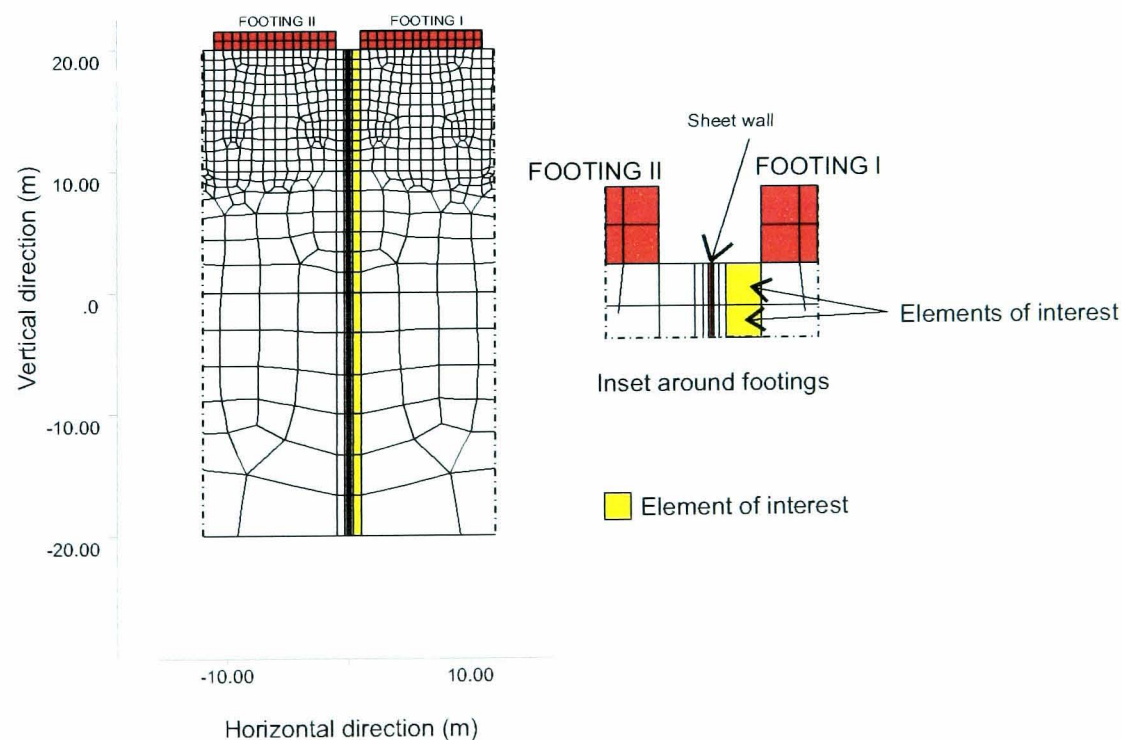 FOOTING II
FOOTING I
20.00
10.00
.0
-10.00
-20.00
Vertical direction (m)
-10.00
10.00
Horizontal direction (m)
Sheet wall
FOOTING II
FOOTING I
Elements of interest
Inset around footings
Element of interest